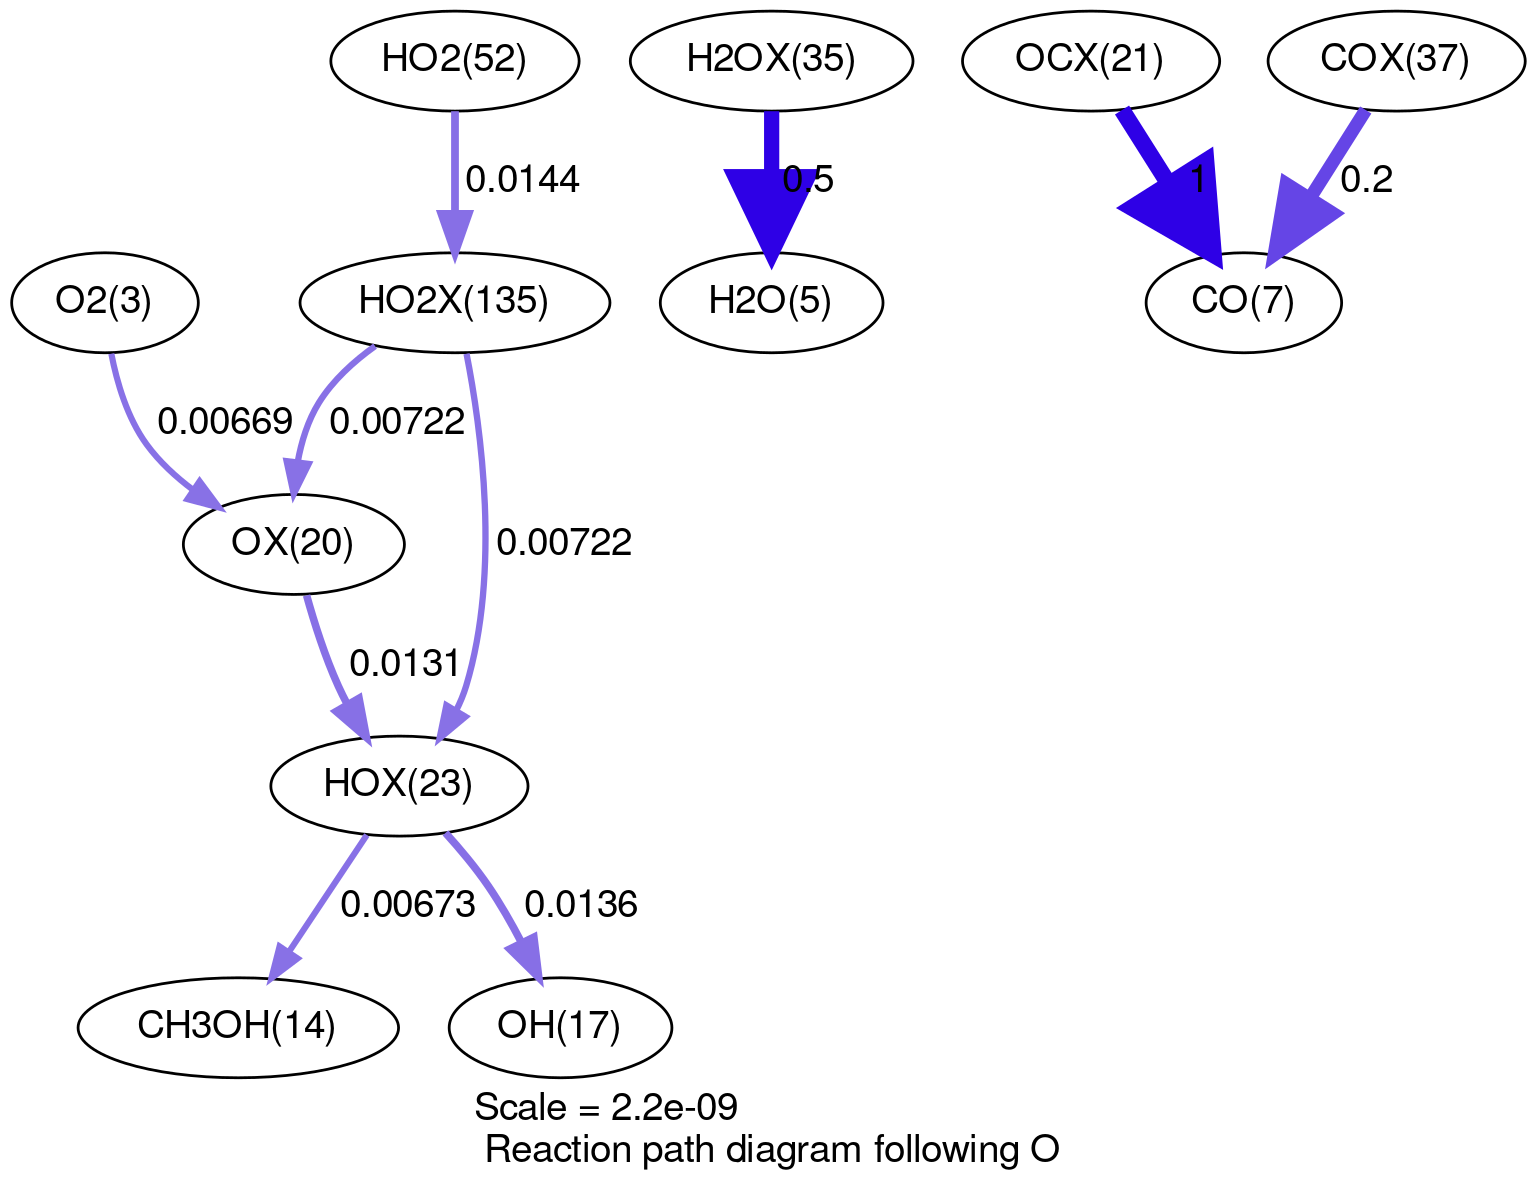 HO2(52)
H2OX(35)
OCX(21)
COX(37)
0.0144
0.5
1
0.2
O2(3)
HO2X(135)
H2O(5)
CO(7)
0.00669
0.00722
OX(20)
0.00722
0.0131
HOX(23)
0.00673
0.0136
CH3OH(14)
OH(17)
Scale = 2.2e-09
Reaction path diagram following O